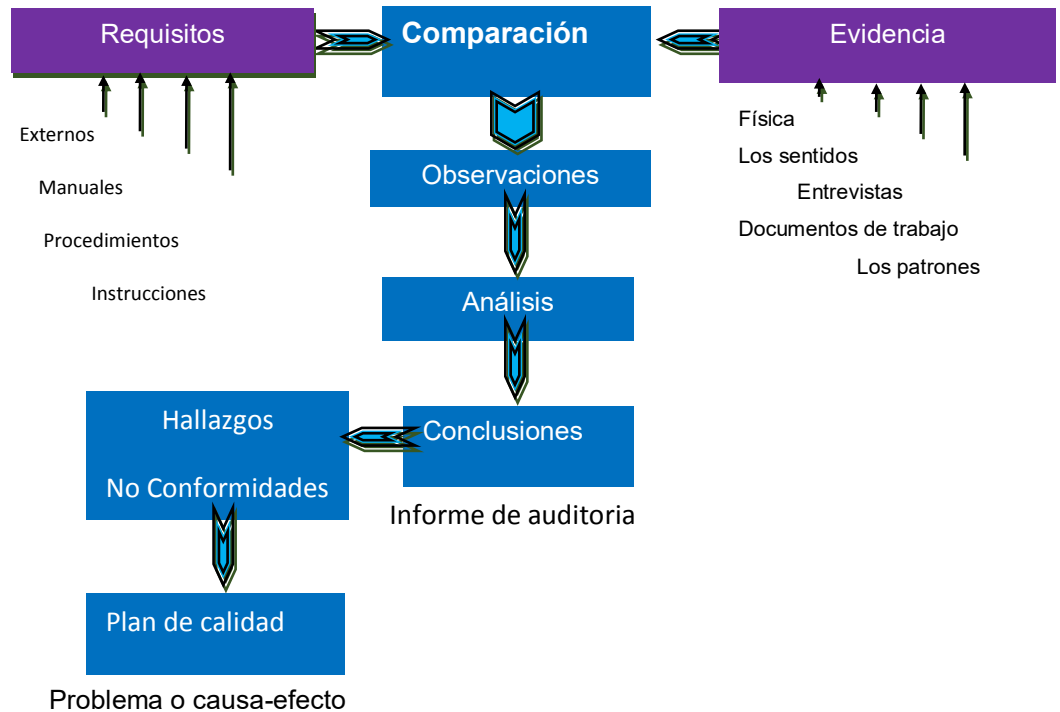 Requisitos
Comparación
Evidencia
Externos
Manuales
Procedimientos
Instrucciones
Física
Los sentidos
Entrevistas
Documentos de trabajo
Los patrones
Observaciones
Análisis
Conclusiones
Informe de auditoria
Hallazgos
No Conformidades
Plan de calidad
Problema o causa-efecto